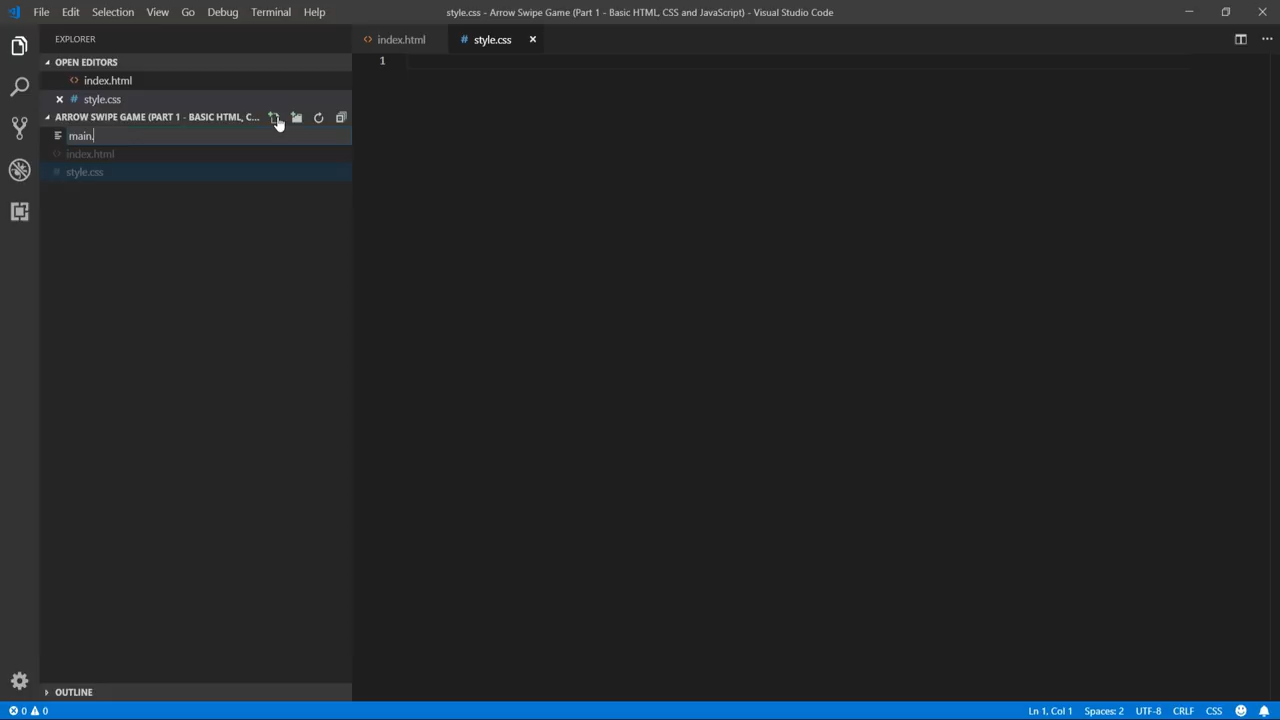 File Edit Selection View Go Debug Terminal Help
style.css - Arrow Swipe Game (Part 1 - Basic HTML, CSS and JavaScript) - Visual Studio Code
EXPLORER
index.html
style.css
OPEN EDITORS
index.html
style.css
ARROW SWIPE GAME (PART 1 - BASIC HTML, C...
main.
index.html
style.css
1
OUTLINE
0 0
Ln 1, Col 1 Spaces: 2 UTF-8 CRLF CSS